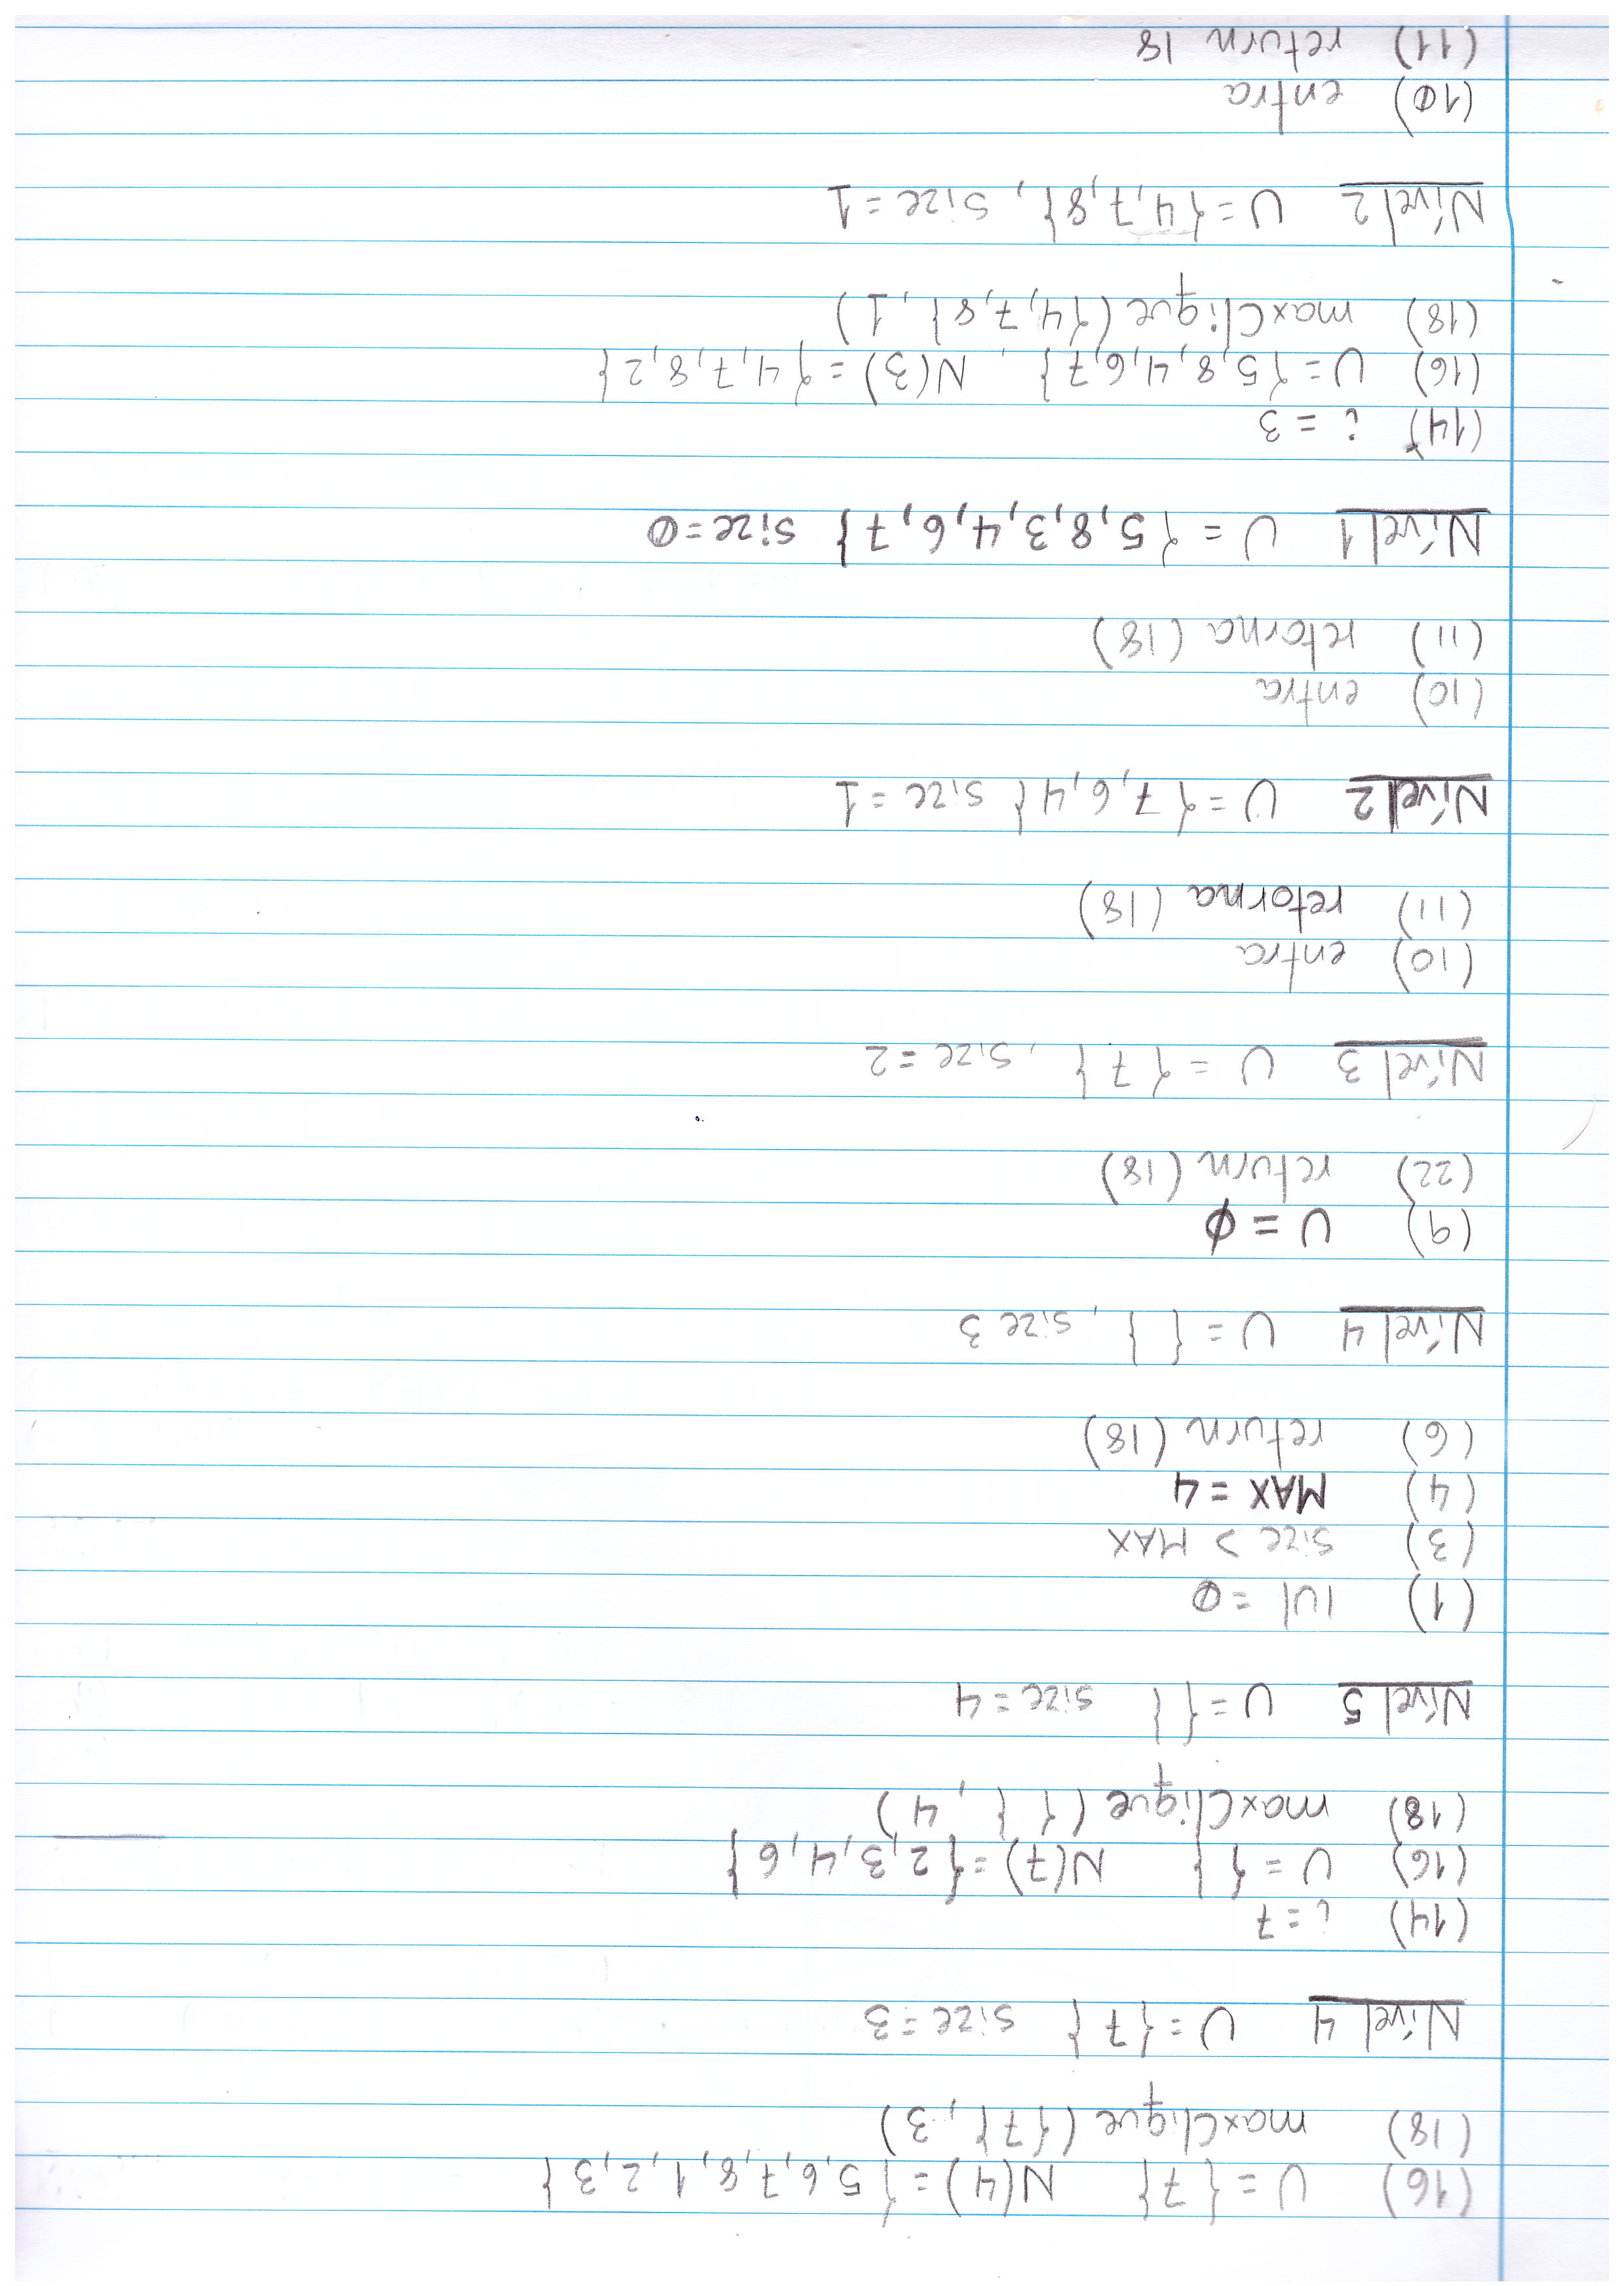 (16) U = {7} N(4) = {5,6,7,8,1,2,3}
(18) maxClique ({7}, 3)
Nível 4 U = {7} size = 3
(14) i = 7
(16) U = { } N(7) = {2,3,4,6}
(18) maxClique ({ }, 4)
Nível 5 U = { } size = 4
(1) |U| = ∅
(3) size > MAX
(4) MAX = 4
(6) return (18)
Nível 4 U = { }, size 3
(9) U = ∅
(22) return (18)
Nível 3 U = {7}, size = 2
(10) entra
(11) retorna (18)
Nível 2 U = {7,6,4} size = 1
(10) entra
(11) retorna (18)
Nível 1 U = {5,8,3,4,6,7} size = ∅
(14) i = 3
(16) U = {5,8,4,6,7}, N(3) = {4,7,8,2}
(18) maxClique ({4,7,8}, 1)
Nível 2 U = {4,7,8}, size = 1
(10) entra
(11) return 18